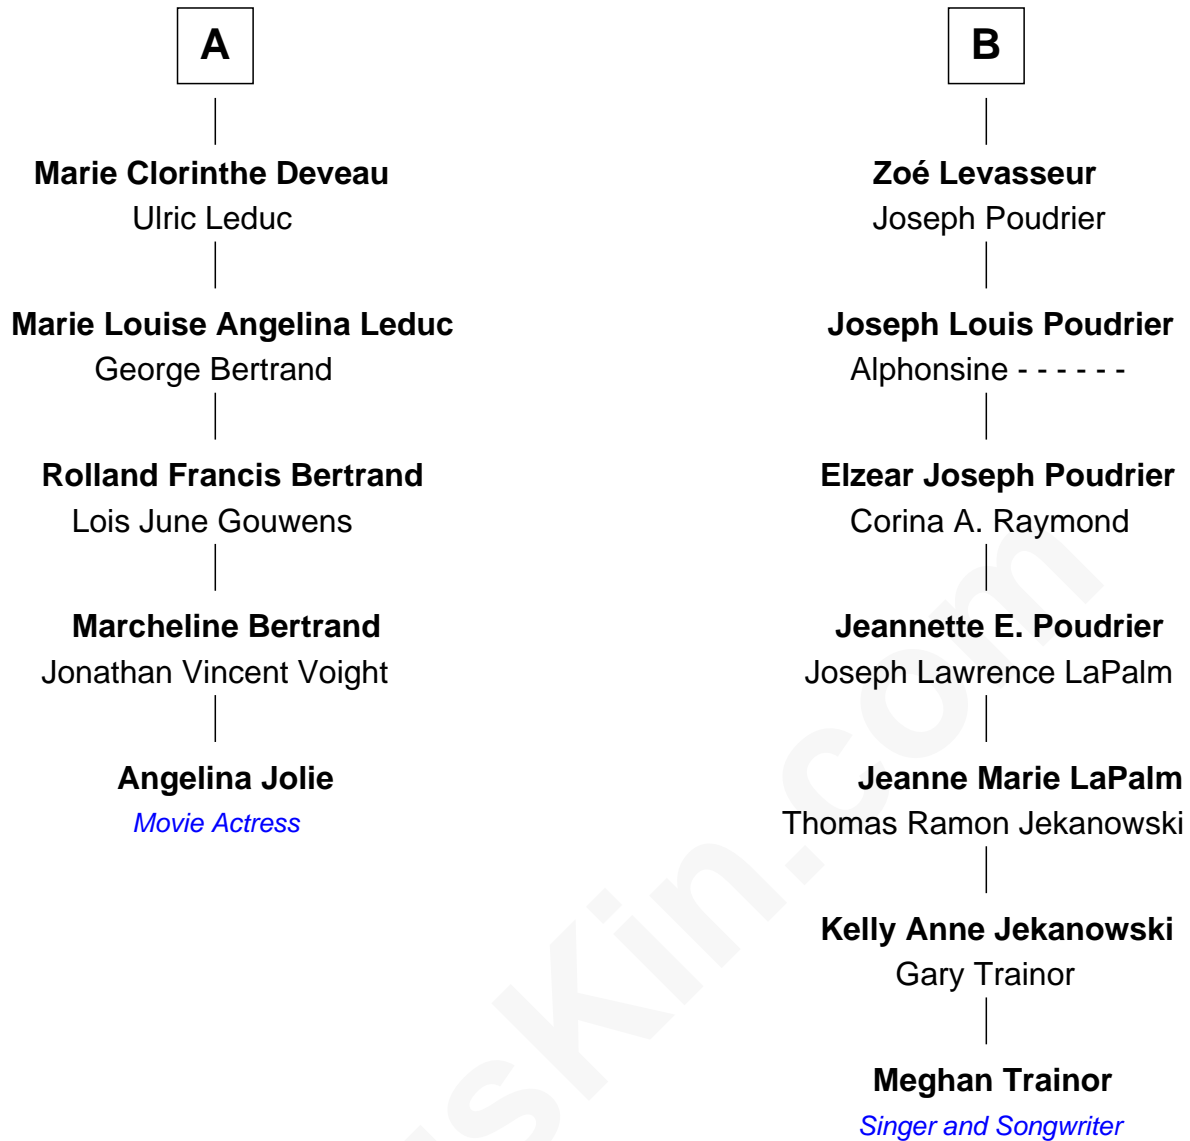 A
Marie Clorinthe Deveau
Ulric Leduc
Marie Louise Angelina Leduc
George Bertrand
Rolland Francis Bertrand
Lois June Gouwens
Marcheline Bertrand
Jonathan Vincent Voight
Angelina Jolie
Movie Actress
B
Zoé Levasseur
Joseph Poudrier
Joseph Louis Poudrier
Alphonsine - - - - - -
Elzear Joseph Poudrier
Corina A. Raymond
Jeannette E. Poudrier
Joseph Lawrence LaPalm
Jeanne Marie LaPalm
Thomas Ramon Jekanowski
Kelly Anne Jekanowski
Gary Trainor
Meghan Trainor
Singer and Songwriter